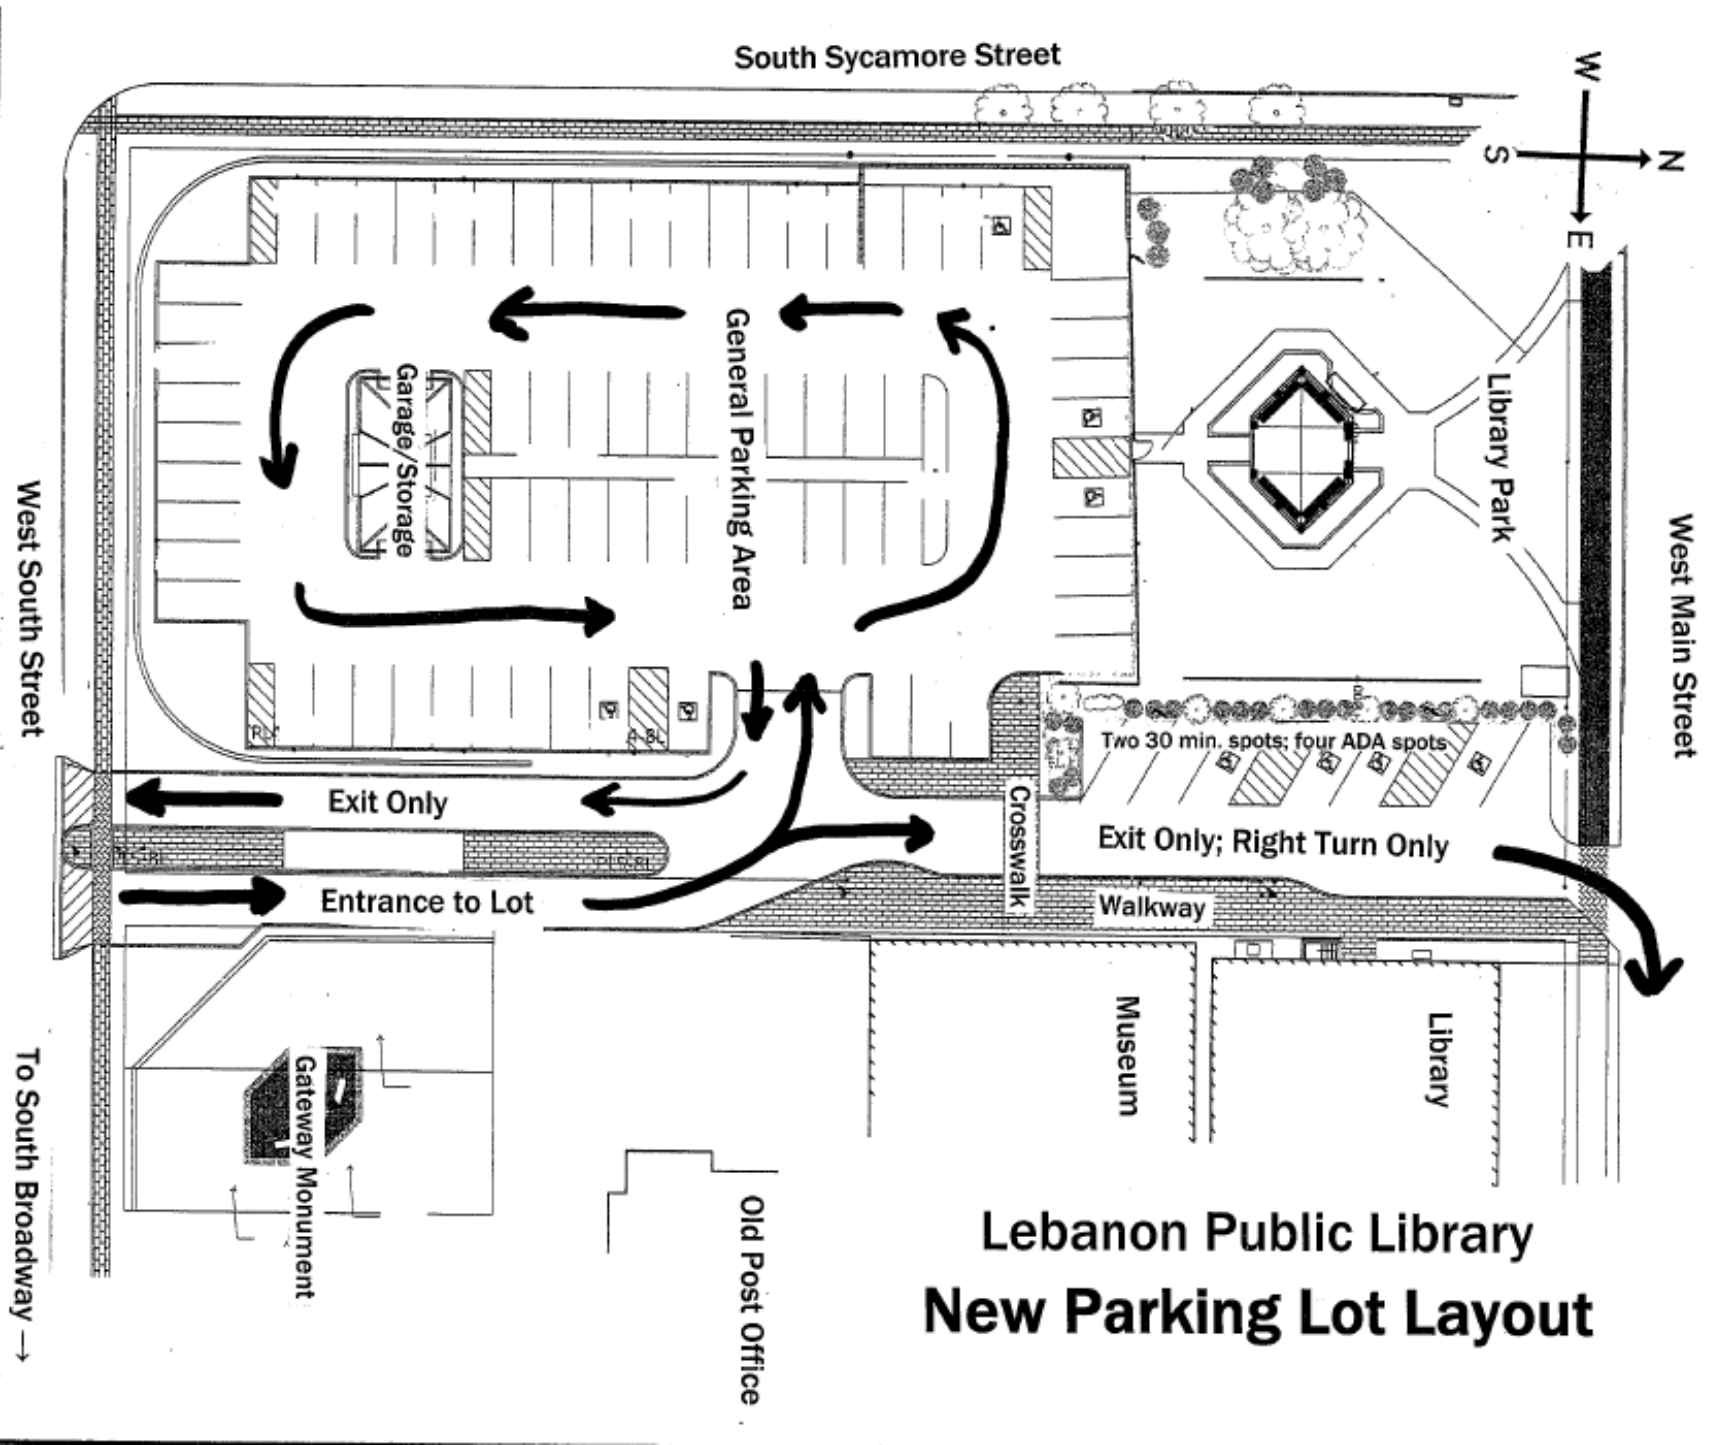 South Sycamore Street
W
S
N
E
General Parking Area
Garage/Storage
Library Park
West South Street
West Main Street
Two 30 min. spots; four ADA spots
Exit Only
Crosswalk
Exit Only; Right Turn Only
Entrance to Lot
Walkway
Museum
Library
Gateway Monument
To South Broadway →
Old Post Office
Lebanon Public Library
New Parking Lot Layout